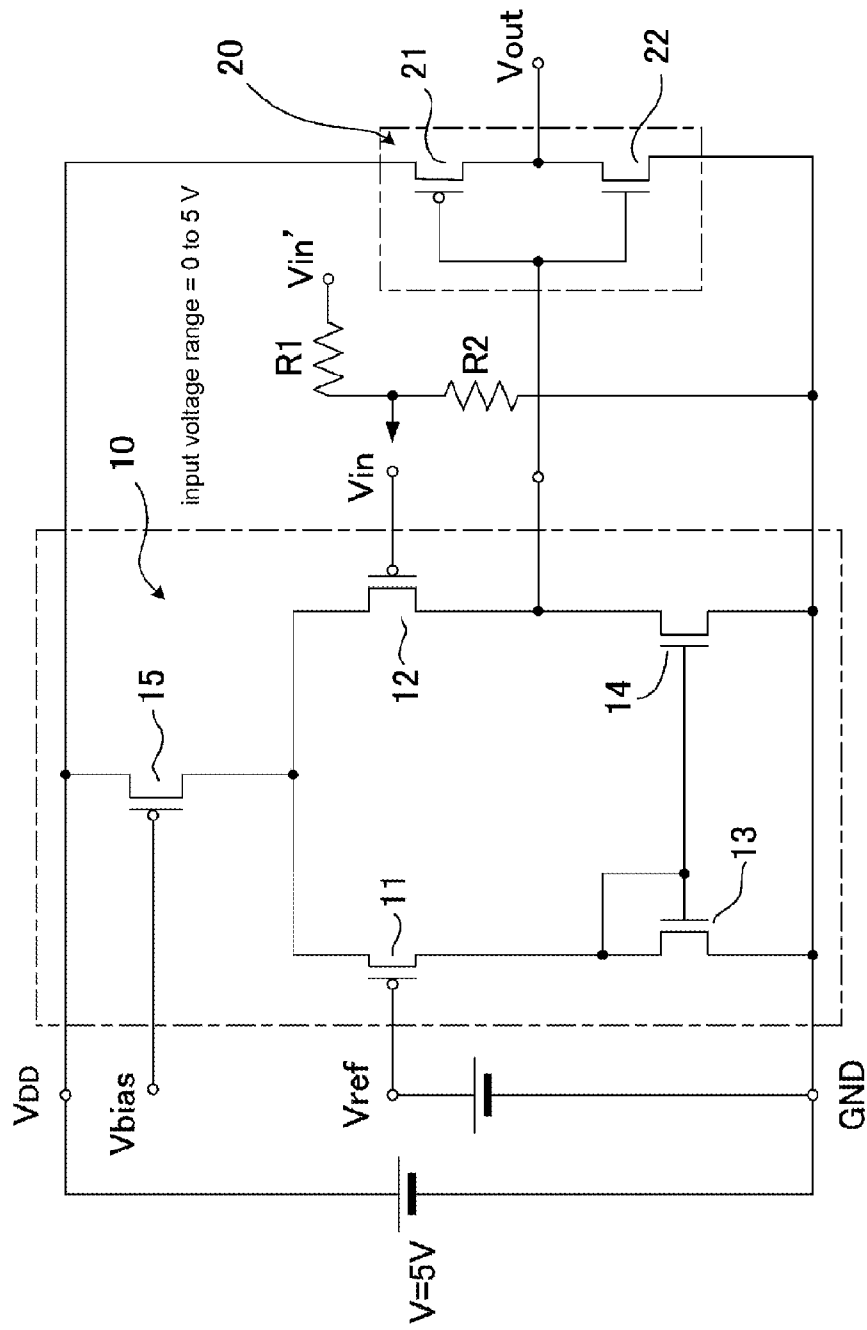 VDD
Vbias
Vref
GND
V=5V
10
15
11
12
13
14
Vin
input voltage range = 0 to 5 V
R1
Vin'
R2
20
21
22
Vout